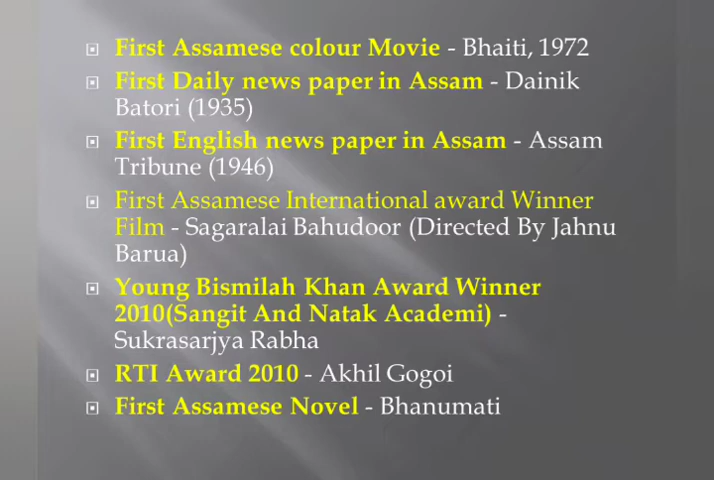 First Assamese colour Movie - Bhaiti, 1972
First Daily news paper in Assam - Dainik
Batori (1935)
First English news paper in Assam - Assam
Tribune (1946)
First Assamese International award Winner
Film - Sagaralai Bahudoor (Directed By Jahnu
Barua)
Young Bismilah Khan Award Winner
2010(Sangit And Natak Academi) -
Sukrasarjya Rabha
RTI Award 2010 - Akhil Gogoi
First Assamese Novel - Bhanumati